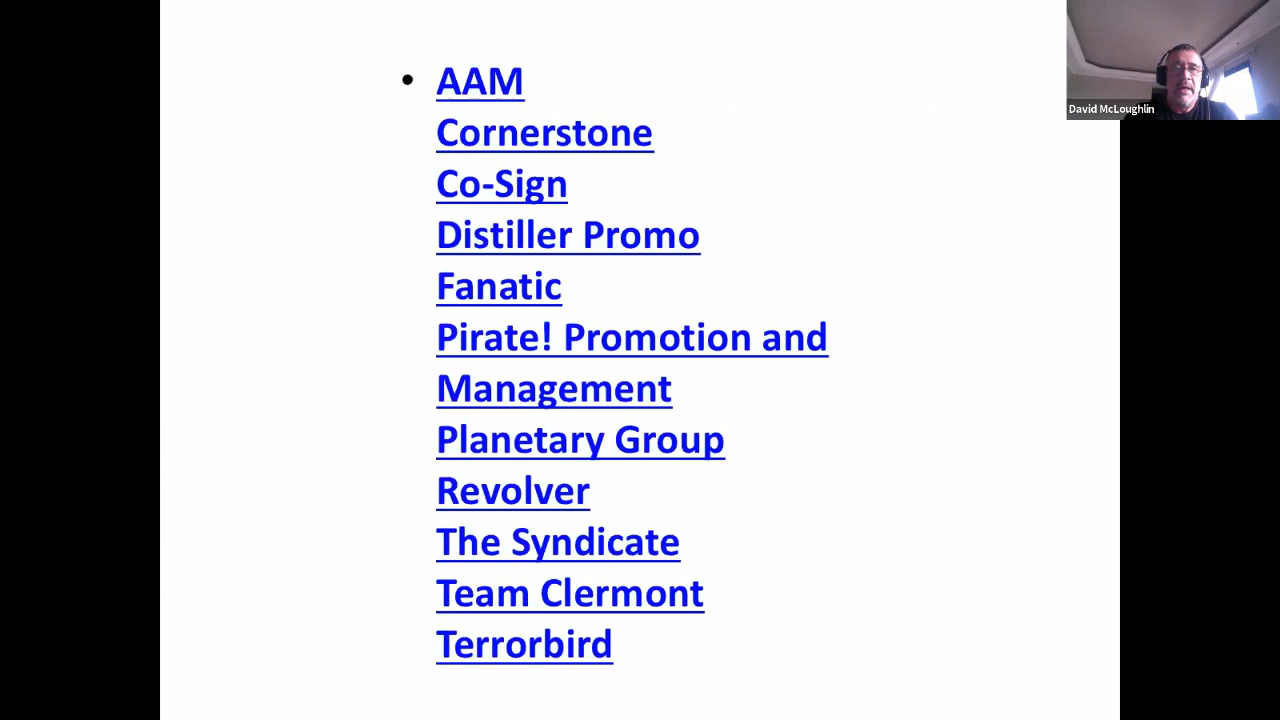 • AAM
Cornerstone
Co-Sign
Distiller Promo
Fanatic
Pirate! Promotion and
Management
Planetary Group
Revolver
The Syndicate
Team Clermont
Terrorbird
David McLoughlin